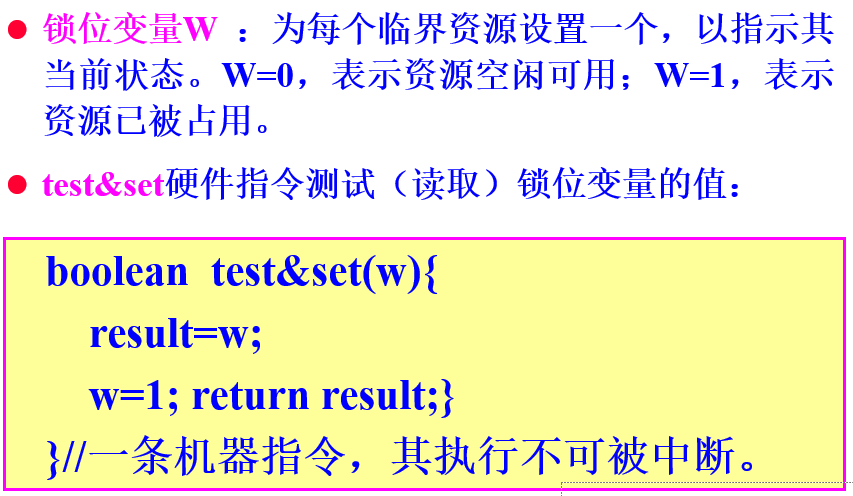 ● 锁位变量W ：为每个临界资源设置一个，以指示其
当前状态。W=0，表示资源空闲可用；W=1，表示
资源已被占用。
● test&set硬件指令测试（读取）锁位变量的值：
boolean test&set(w){
result=w;
w=1; return result;}
}//一条机器指令，其执行不可被中断。